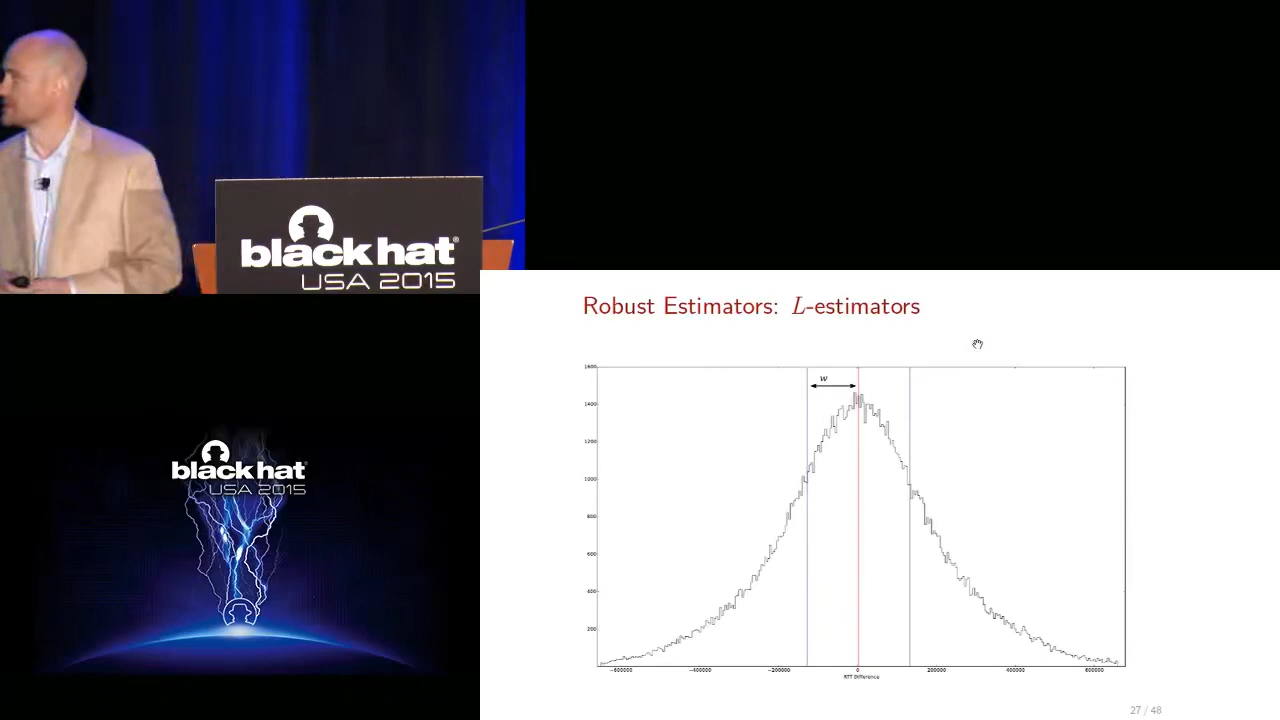 black hat®
USA 2015
Robust Estimators: L-estimators
w
1600
1400
1200
1000
800
600
400
200
−600000 −400000 −200000 0 200000 400000 600000
RTT Difference
27 / 48
black hat®
USA 2015